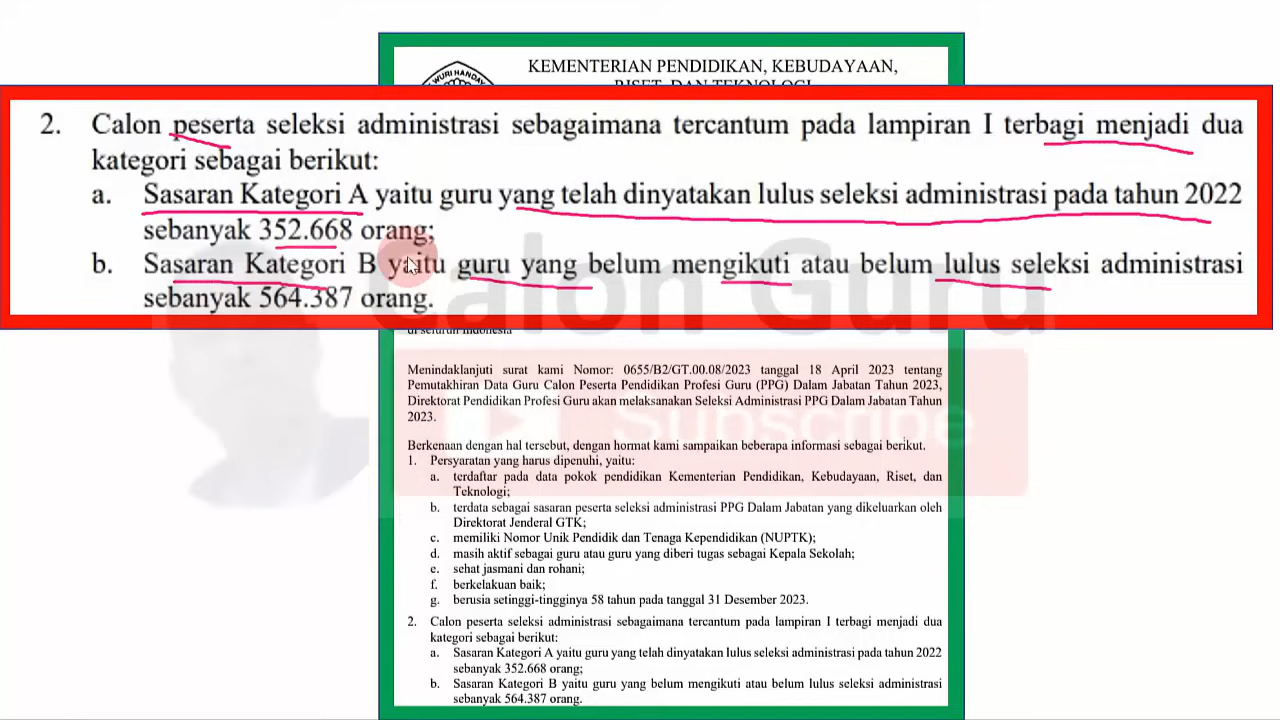 KEMENTERIAN PENDIDIKAN, KEBUDAYAAN,
RISET, DAN TEKNOLOGI
WURI HANDAY
2. Calon peserta seleksi administrasi sebagaimana tercantum pada lampiran I terbagi menjadi dua
kategori sebagai berikut:
a. Sasaran Kategori A yaitu guru yang telah dinyatakan lulus seleksi administrasi pada tahun 2022
sebanyak 352.668 orang;
b. Sasaran Kategori B yaitu guru yang belum mengikuti atau belum lulus seleksi administrasi
sebanyak 564.387 orang.
Calon Guru
di seluruh Indonesia
Subscribe
Menindaklanjuti surat kami Nomor: 0655/B2/GT.00.08/2023 tanggal 18 April 2023 tentang
Pemutakhiran Data Guru Calon Peserta Pendidikan Profesi Guru (PPG) Dalam Jabatan Tahun 2023,
Direktorat Pendidikan Profesi Guru akan melaksanakan Seleksi Administrasi PPG Dalam Jabatan Tahun
2023.
Berkenaan dengan hal tersebut, dengan hormat kami sampaikan beberapa informasi sebagai berikut.
1. Persyaratan yang harus dipenuhi, yaitu:
a. terdaftar pada data pokok pendidikan Kementerian Pendidikan, Kebudayaan, Riset, dan
Teknologi;
b. terdata sebagai sasaran peserta seleksi administrasi PPG Dalam Jabatan yang dikeluarkan oleh
Direktorat Jenderal GTK;
c. memiliki Nomor Unik Pendidik dan Tenaga Kependidikan (NUPTK);
d. masih aktif sebagai guru atau guru yang diberi tugas sebagai Kepala Sekolah;
e. sehat jasmani dan rohani;
f. berkelakuan baik;
g. berusia setinggi-tingginya 58 tahun pada tanggal 31 Desember 2023.
2. Calon peserta seleksi administrasi sebagaimana tercantum pada lampiran I terbagi menjadi dua
kategori sebagai berikut:
a. Sasaran Kategori A yaitu guru yang telah dinyatakan lulus seleksi administrasi pada tahun 2022
sebanyak 352.668 orang;
b. Sasaran Kategori B yaitu guru yang belum mengikuti atau belum lulus seleksi administrasi
sebanyak 564.387 orang.